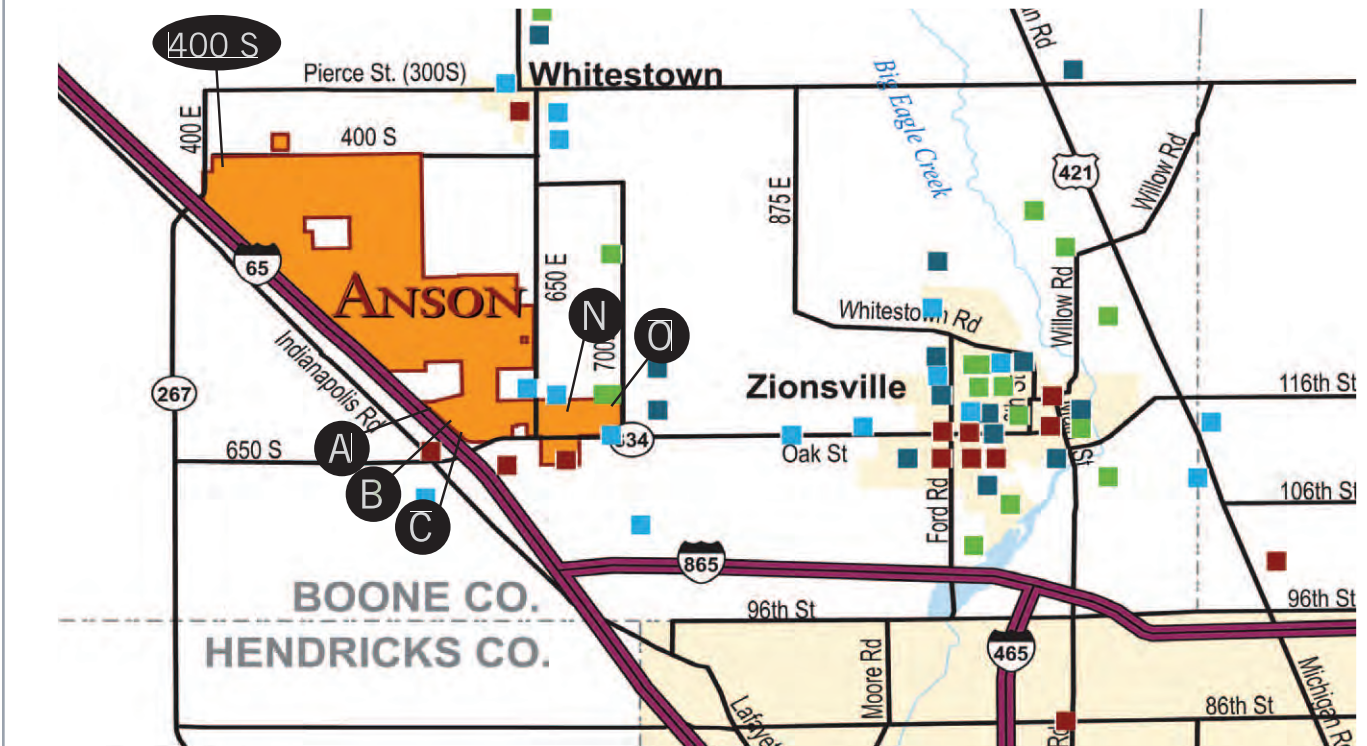 400 S
Pierce St. (300S)
Whitestown
Big Eagle Creek
400 E
400 S
421
Willow Rd
875 E
65
ANSON
650 E
N
O
700
Whitestown Rd
Willow Rd
Indianapolis Rd
267
Zionsville
116th St
A
650 S
334
Oak St
B
C
Ford Rd
106th St
865
BOONE CO.
96th St
96th St
HENDRICKS CO.
465
Moore Rd
Michigan R
86th St
Lafaye